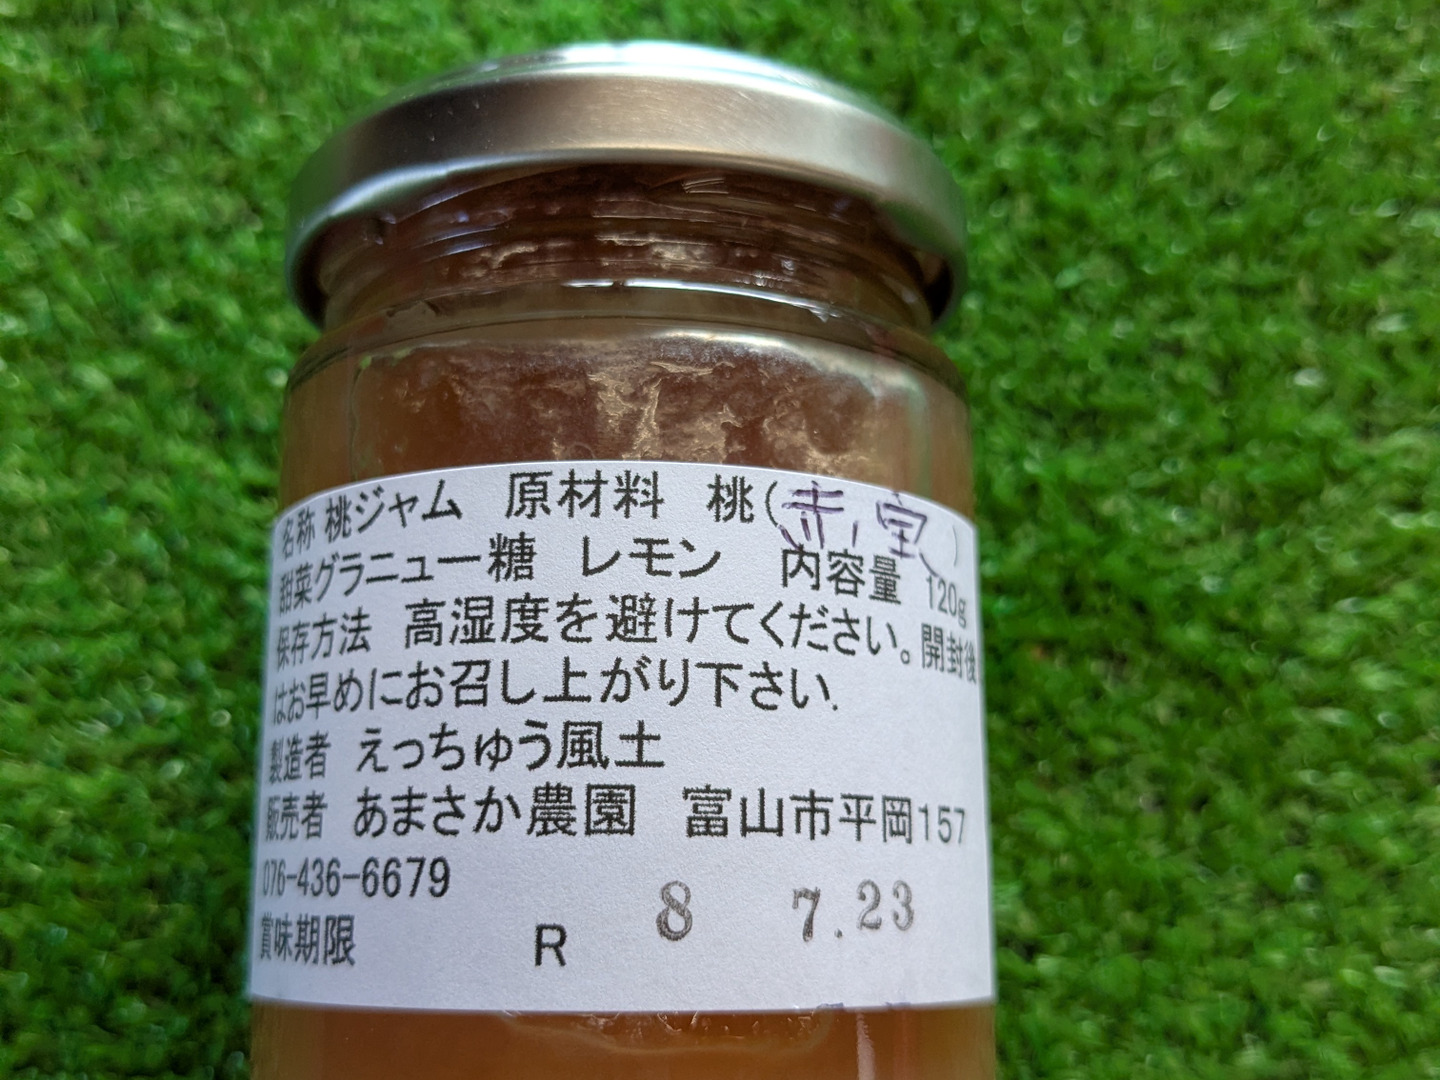 名称 桃ジャム 原材料 桃(赤宝)
甜菜グラニュー糖 レモン 内容量 120g
保存方法 高湿度を避けてください。開封後
はお早めにお召し上がり下さい.
製造者 えっちゅう風土
販売者 あまさか農園 富山市平岡157
076-436-6679
賞味期限 R 8 7.23